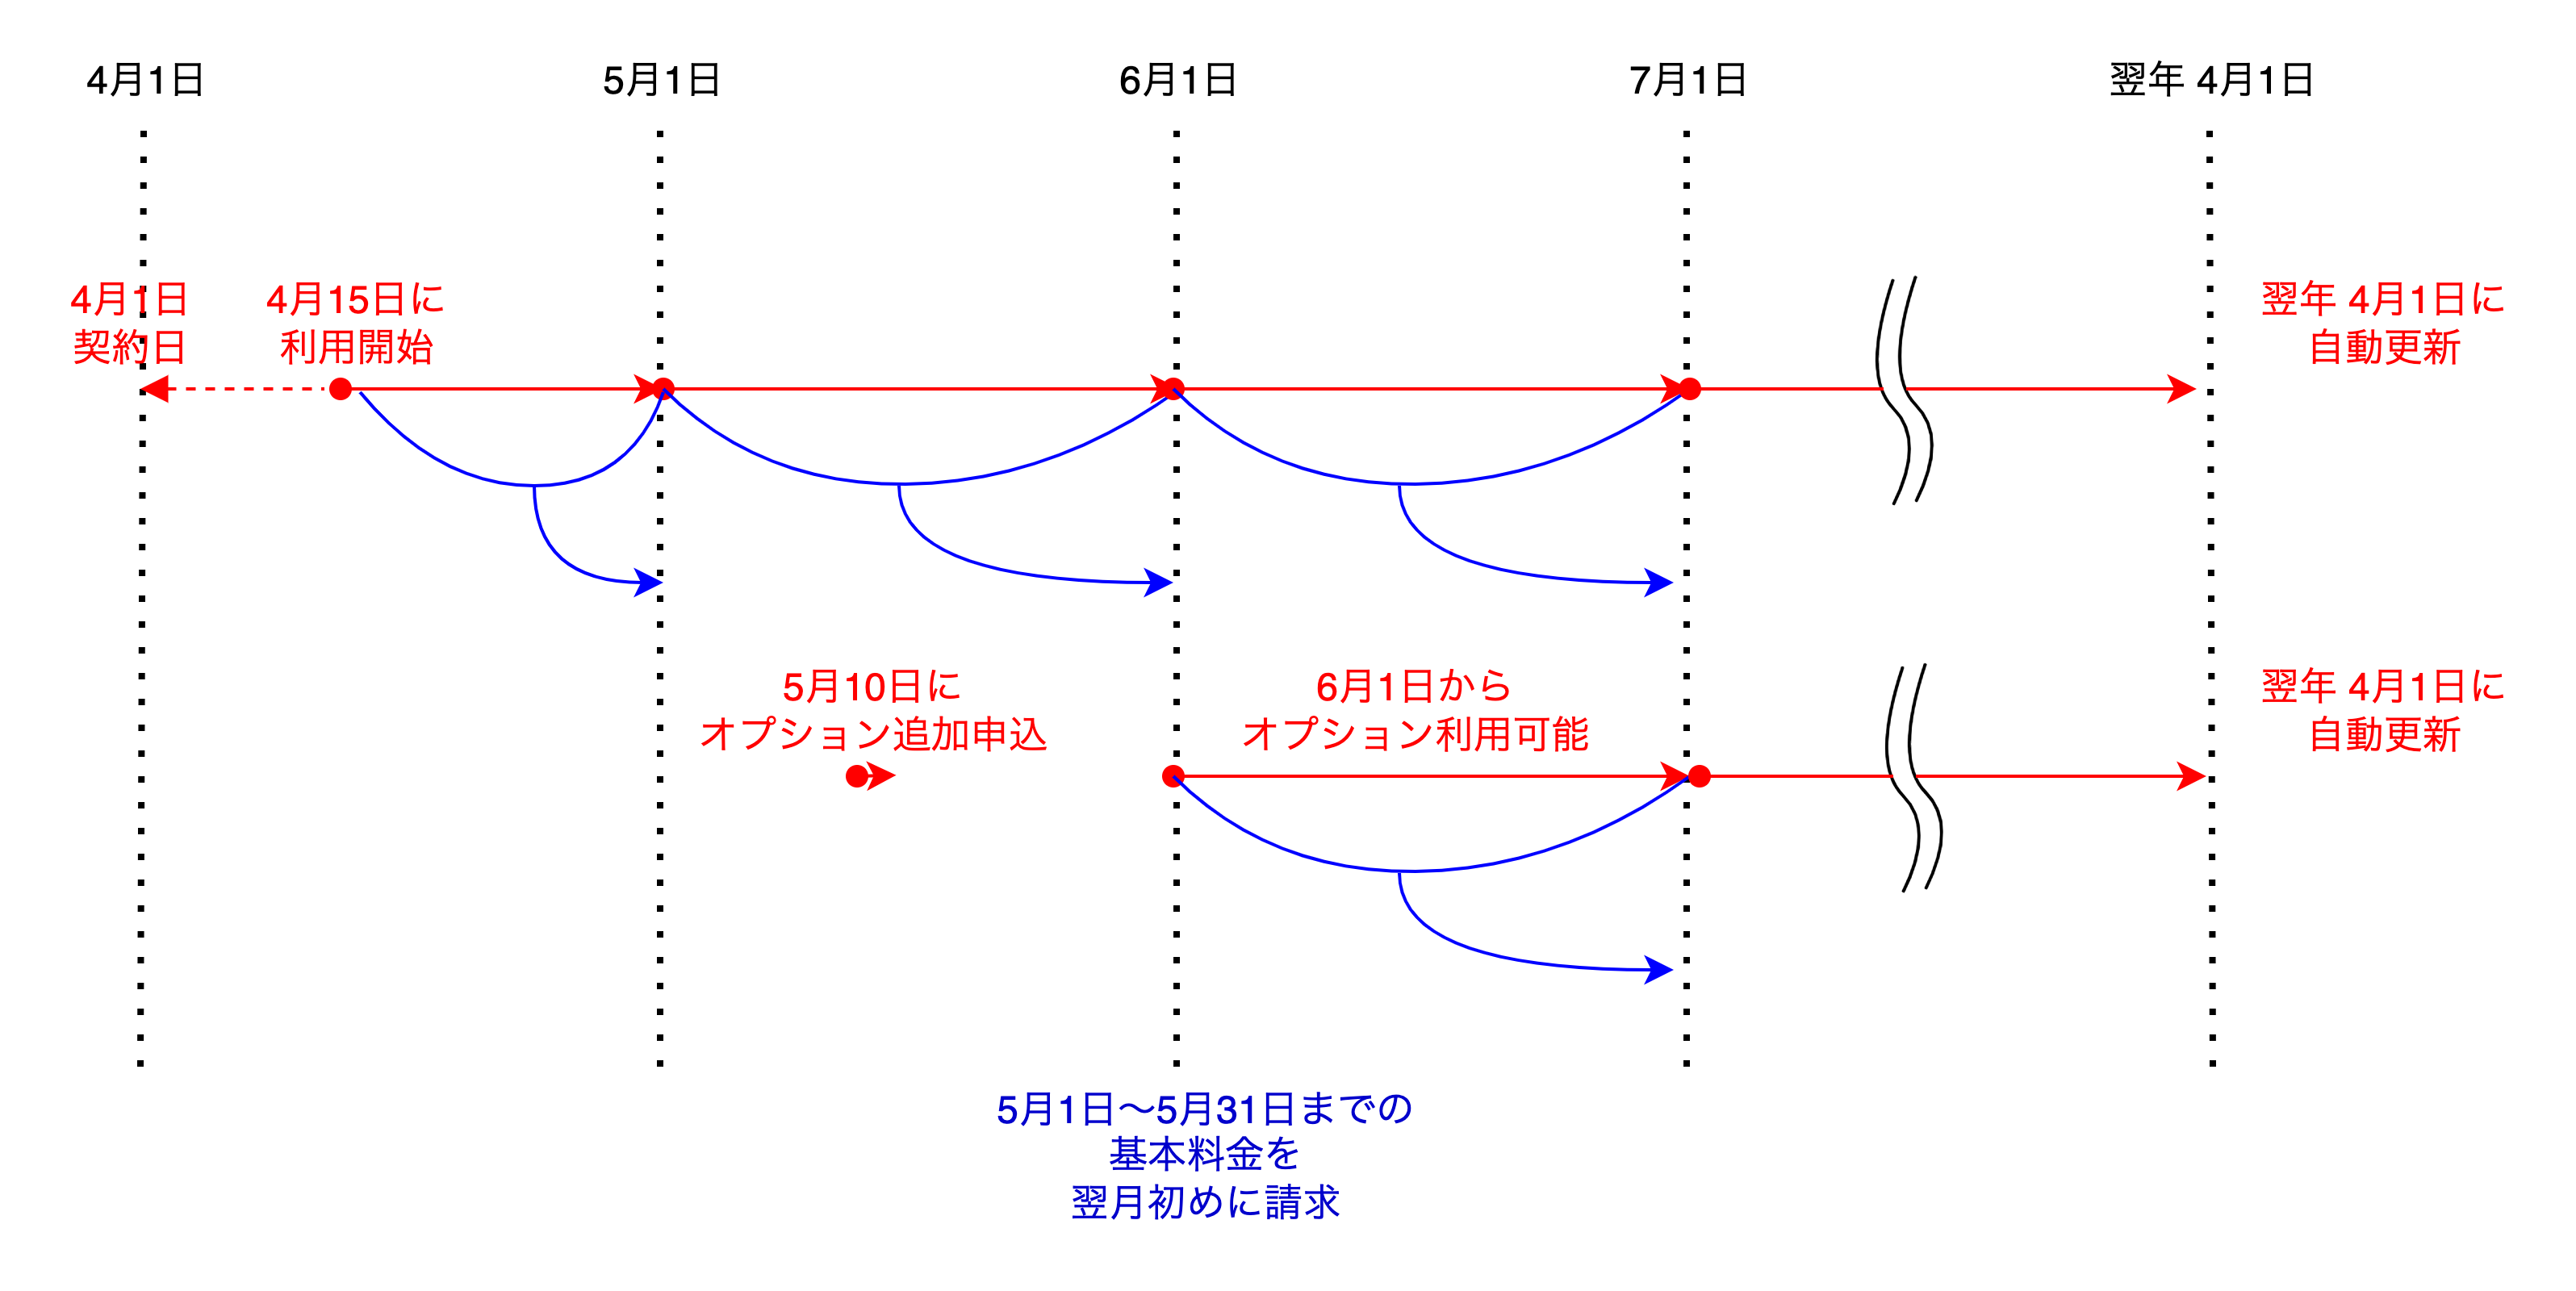 4月1日
5月1日
6月1日
7月1日
翌年 4月1日
4月1日
契約日
4月15日に
利用開始
翌年 4月1日に
自動更新
5月10日に
オプション追加申込
6月1日から
オプション利用可能
翌年 4月1日に
自動更新
5月1日〜5月31日までの
基本料金を
翌月初めに請求